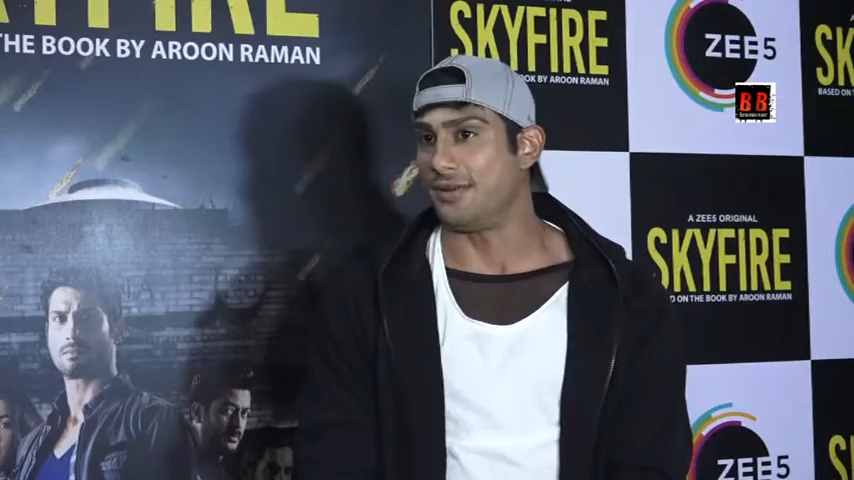 SKYFIRE
THE BOOK BY AROON RAMAN
SKYFIRE
BOOK BY AROON RAMAN
ZEE5
BB
BASED ON
A ZEE5 ORIGINAL
SKYFIRE
ON THE BOOK BY AROON RAMAN
ZEE5